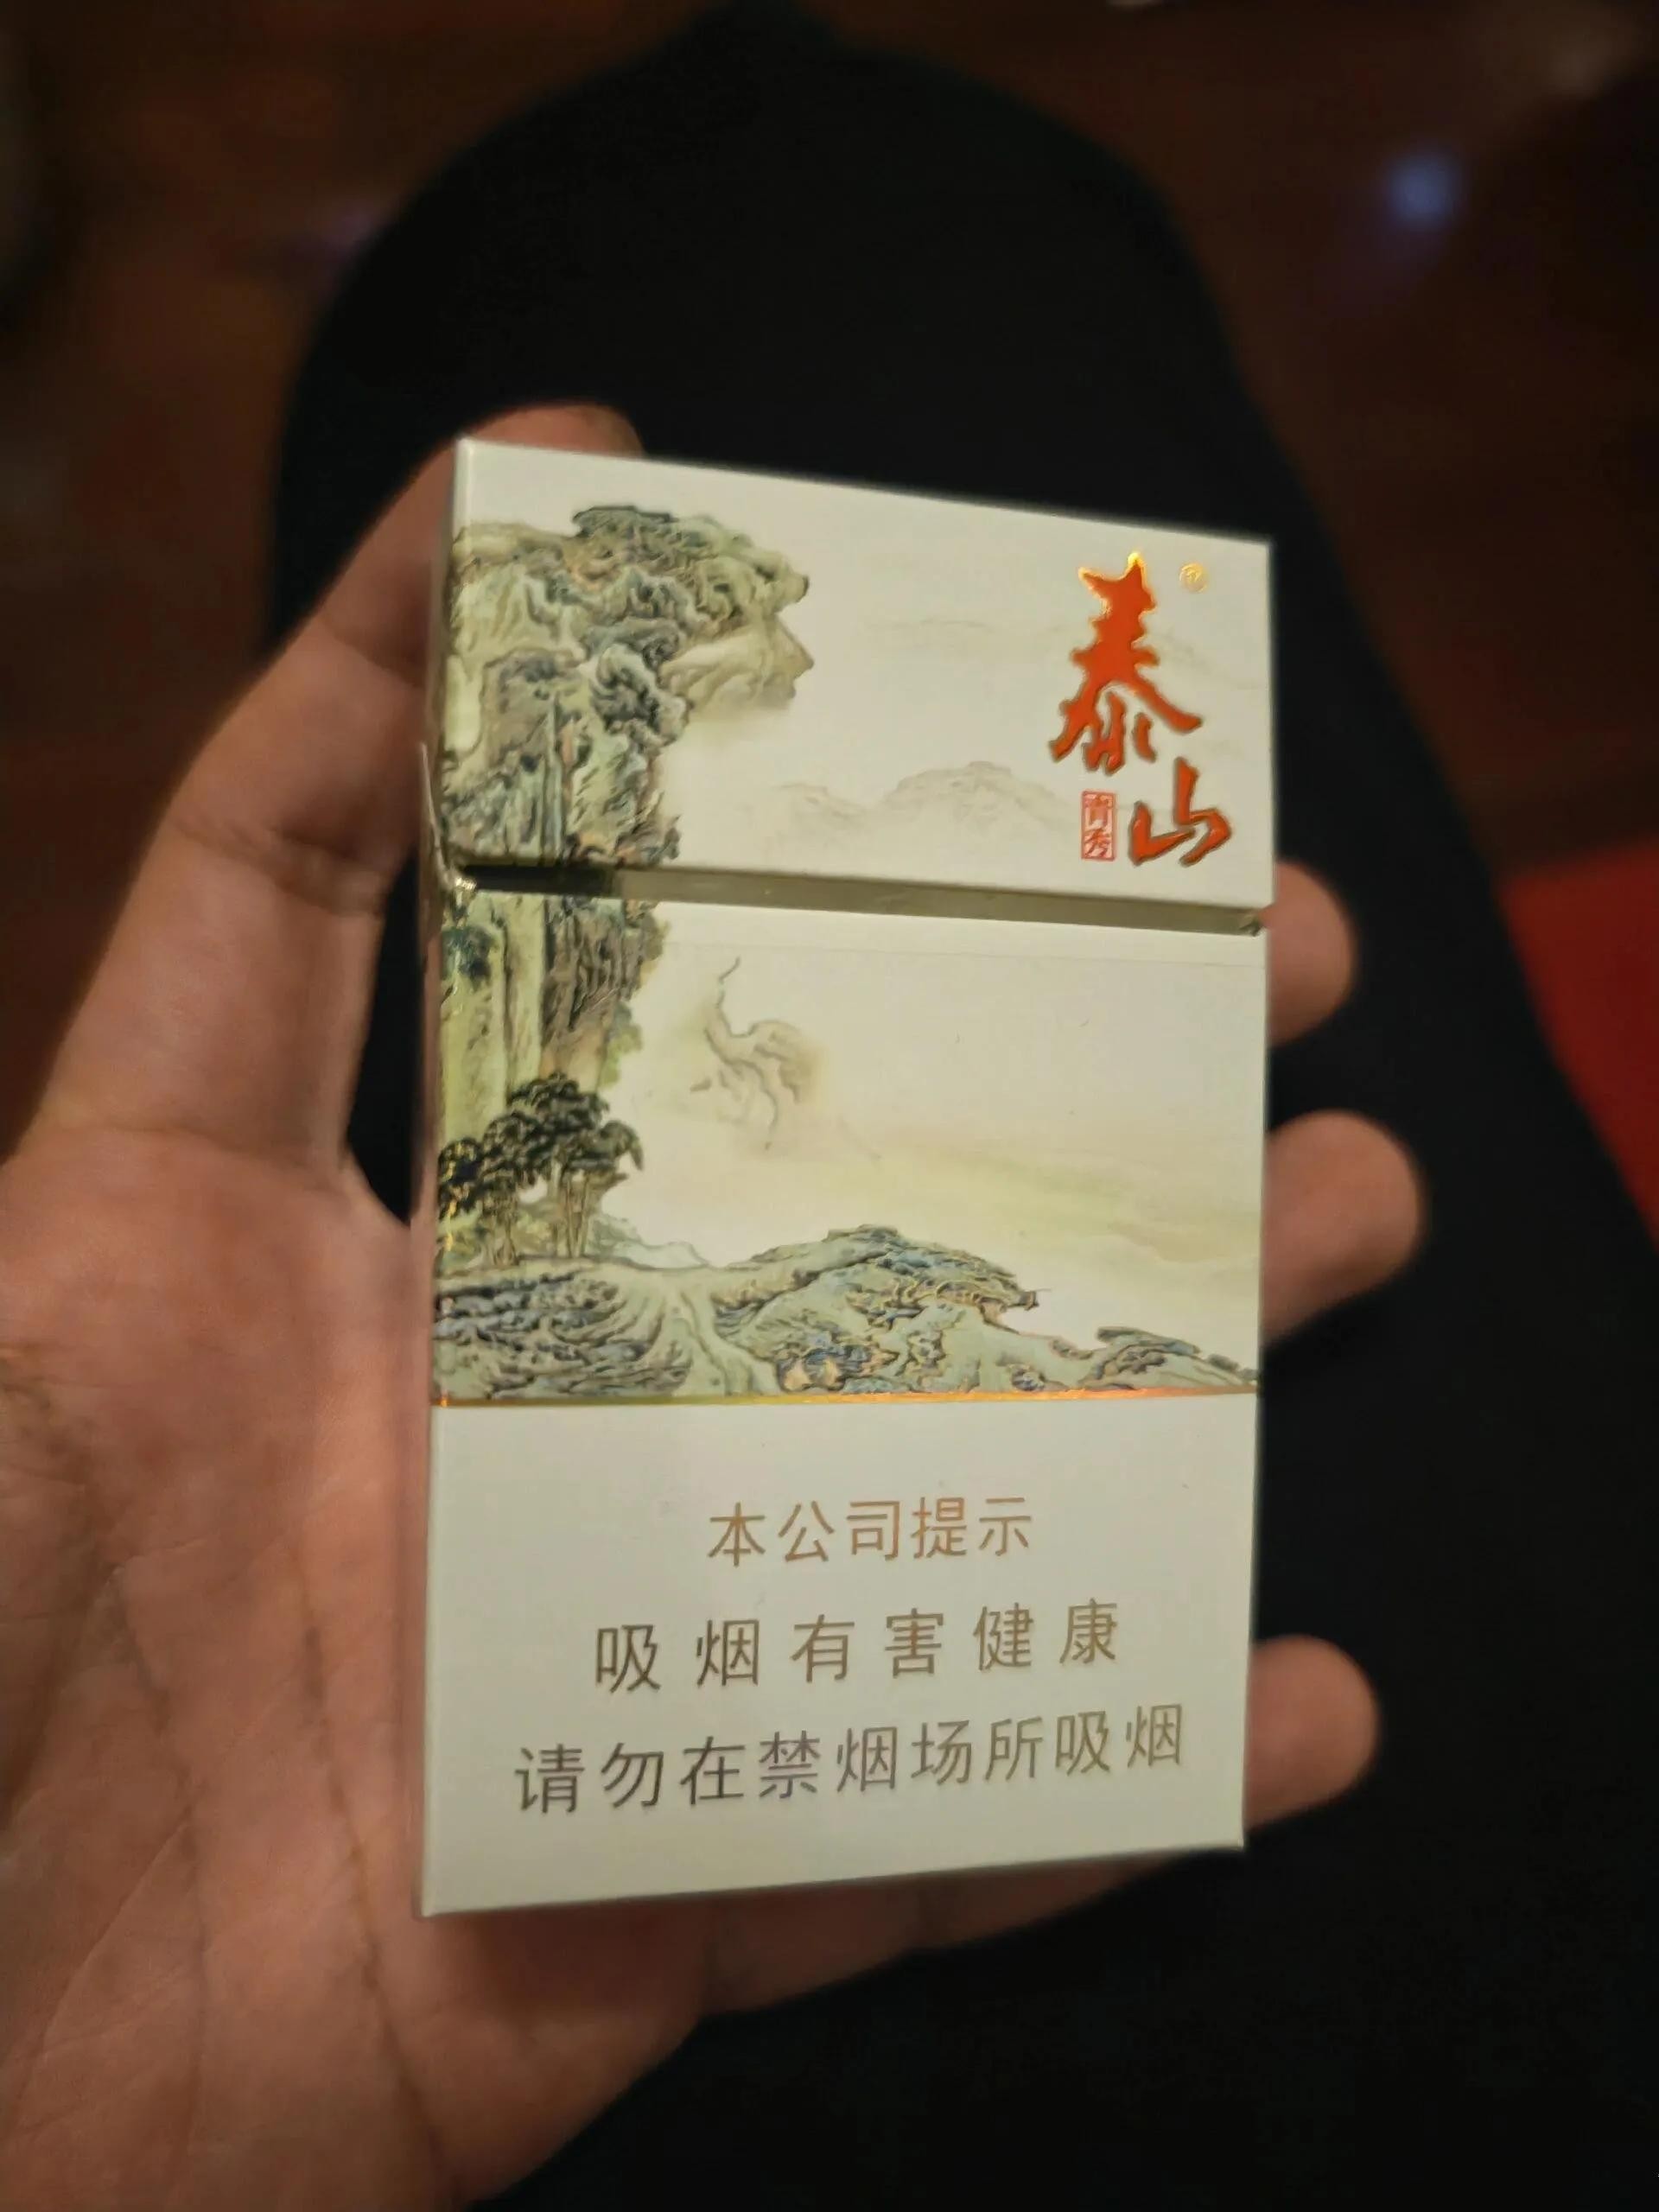 泰山
青秀
本公司提示
吸烟有害健康
请勿在禁烟场所吸烟